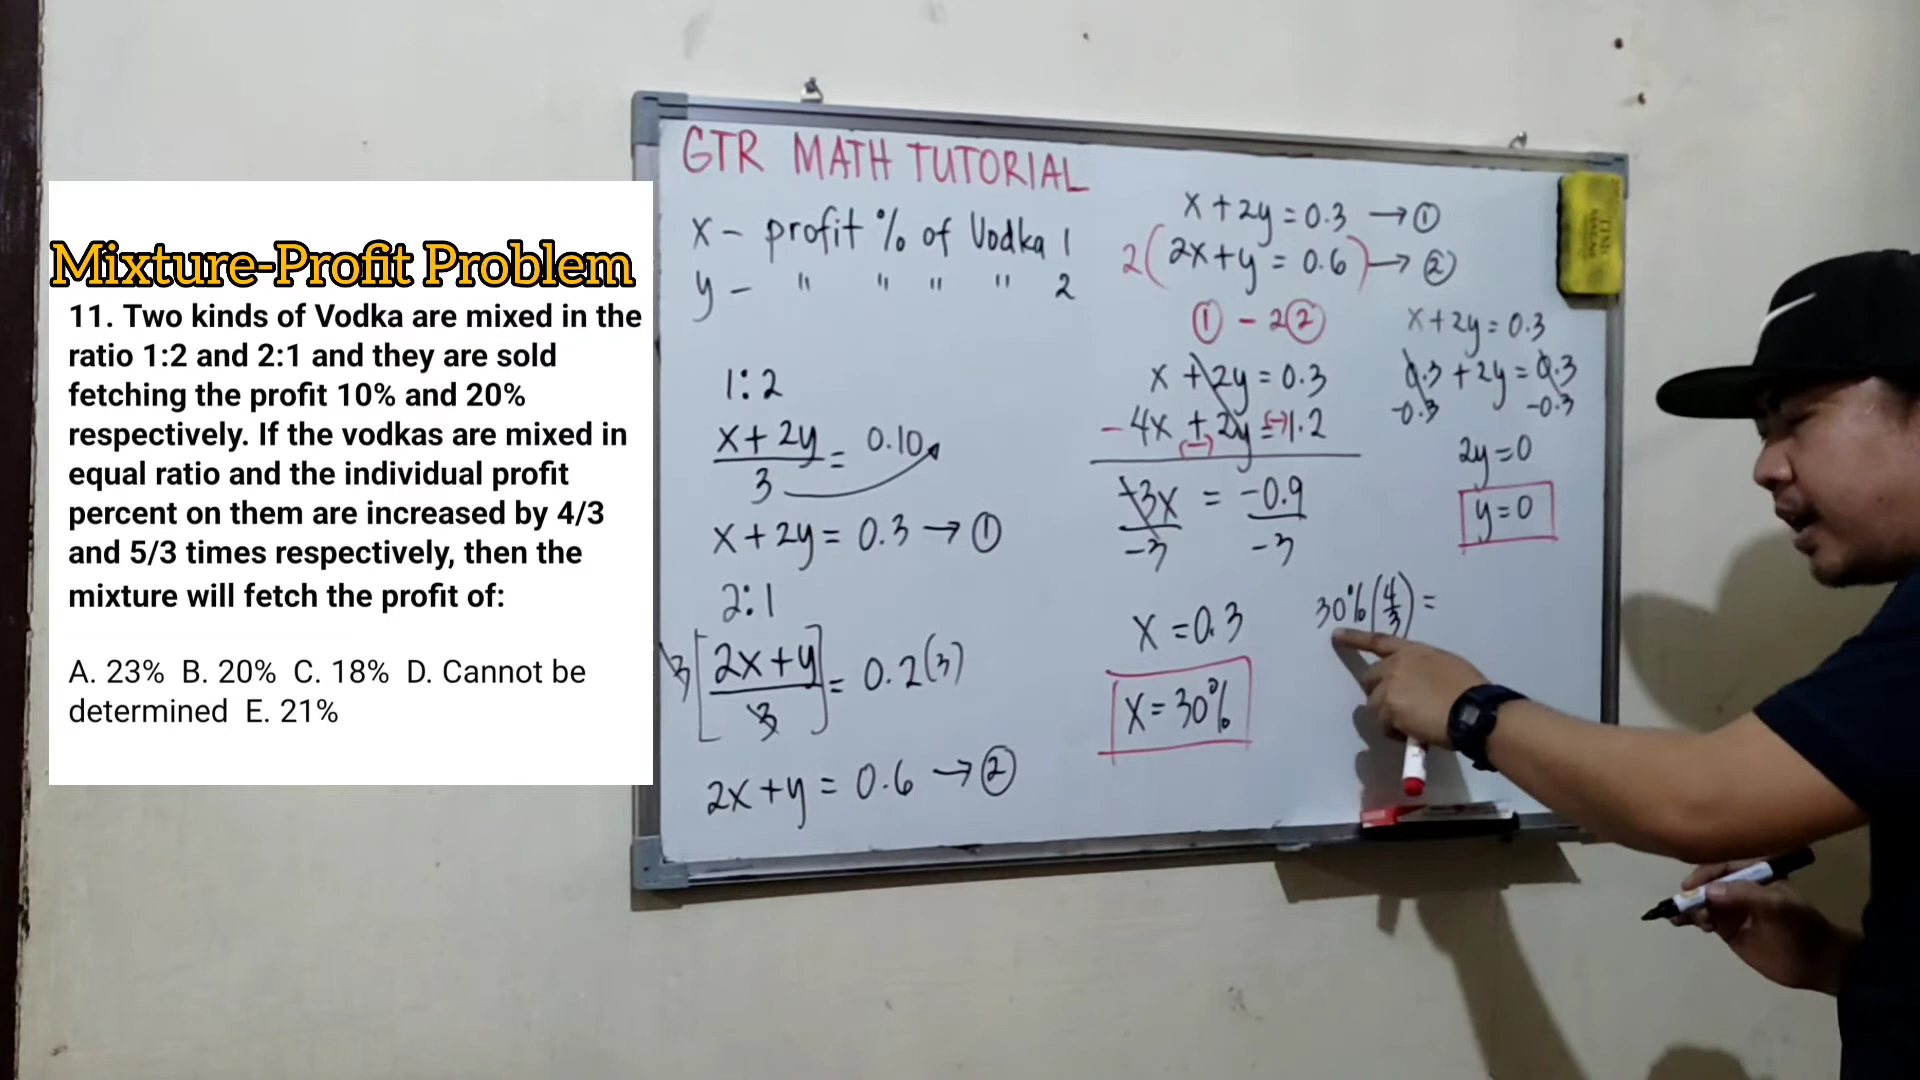 Mixture-Profit Problem
11. Two kinds of Vodka are mixed in the
ratio 1:2 and 2:1 and they are sold
fetching the profit 10% and 20%
respectively. If the vodkas are mixed in
equal ratio and the individual profit
percent on them are increased by 4/3
and 5/3 times respectively, then the
mixture will fetch the profit of:
A. 23% B. 20% C. 18% D. Cannot be
determined E. 21%
GTR MATH TUTORIAL
x - profit % of Vodka 1
y - " " " " 2
1:2
x + 2y / 3 = 0.10
x + 2y = 0.3 → ①
2:1
3 [ 2x + y / 3 ] = 0.2(3)
2x + y = 0.6 → ②
x + 2y = 0.3 → ①
2( 2x + y = 0.6 ) → ②
① - 2②
x + 2y = 0.3
- 4x + 2y = 1.2
(-) (-)
-3x = -0.9
-3 -3
x = 0.3
x = 30%
x + 2y = 0.3
0.3 + 2y = 0.3
-0.3 -0.3
2y = 0
y = 0
30% (4/3) =